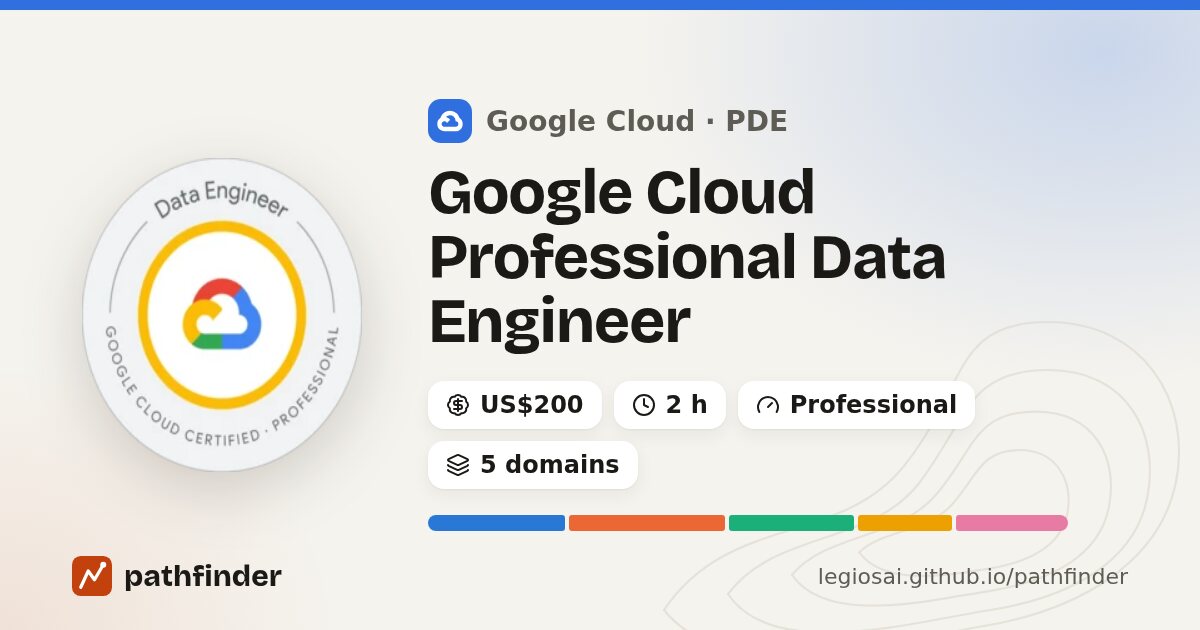 Google Cloud · PDE
Google Cloud
Professional Data
Engineer
US$200
2 h
Professional
5 domains
Data Engineer
GOOGLE CLOUD CERTIFIED · PROFESSIONAL
pathfinder
legiosai.github.io/pathfinder